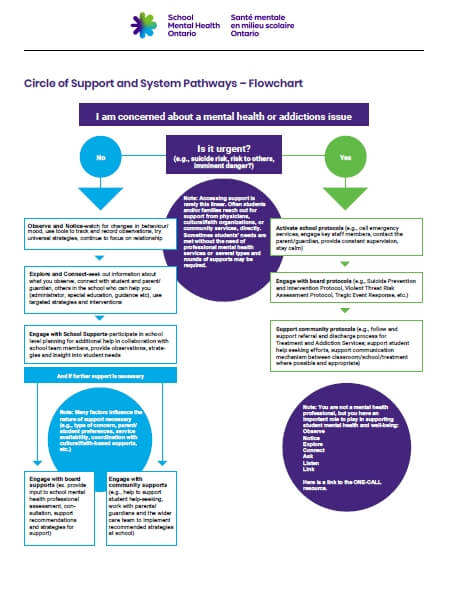 School
Mental Health
Ontario
Santé mentale
en milieu scolaire
Ontario
Circle of Support and System Pathways – Flowchart
I am concerned about a mental health or addictions issue
No
Is it urgent?
(e.g., suicide risk, risk to others,
imminent danger?)
Yes
Note: Accessing support is
rarely this linear. Often students
and/or families reach out for
support from physicians,
cultural/faith organisations, or
community services, directly.
Sometimes students' needs are
met without the need of
professional mental health
services or several types and
rounds of supports may be
required.
Observe and Notice-watch for changes in behaviour/
mood, use tools to track and record observations, try
universal strategies, continue to focus on relationship
Explore and Connect-seek out information about
what you observe, connect with student and parent/
guardian, others in the school who can help you
(administrator, special education, guidance etc), use
targeted strategies and interventions
Engage with School Supports-participate in school
level planning for additional help in collaboration with
school team members, provide observations, strate-
gies and insight into student needs
And if further support is necessary
Note: Many factors influence the
nature of support necessary
(e.g., type of concern, parent/
student preferences, service
availability, coordination with
cultural/faith-based supports,
etc.)
Engage with board
supports (ex. provide
input to school mental
health professional
assessment, con-
sultation, support
recommendations
and strategies for
support)
Engage with
community supports
(e.g., help to support
student help-seeking,
work with parental/
guardians and the wider
care team to implement
recommended strategies
at school)
Activate school protocols (e.g., call emergency
services, engage key staff members, contact the
parent/guardian, provide constant supervision,
stay calm)
Engage with board protocols (e.g., Suicide Prevention
and Intervention Protocol, Violent Threat Risk
Assessment Protocol, Tragic Event Response, etc.)
Support community protocols (e.g., follow and
support referral and discharge process for
Treatment and Addiction Services; support student
help seeking efforts, support communication
mechanism between classroom/school/treatment
where possible and appropriate)
Note: You are not a mental health
professional, but you have an
important role to play in supporting
student mental health and well-being:
Observe
Notice
Explore
Connect
Ask
Listen
Link
Here is a link to the ONE-CALL
resource.